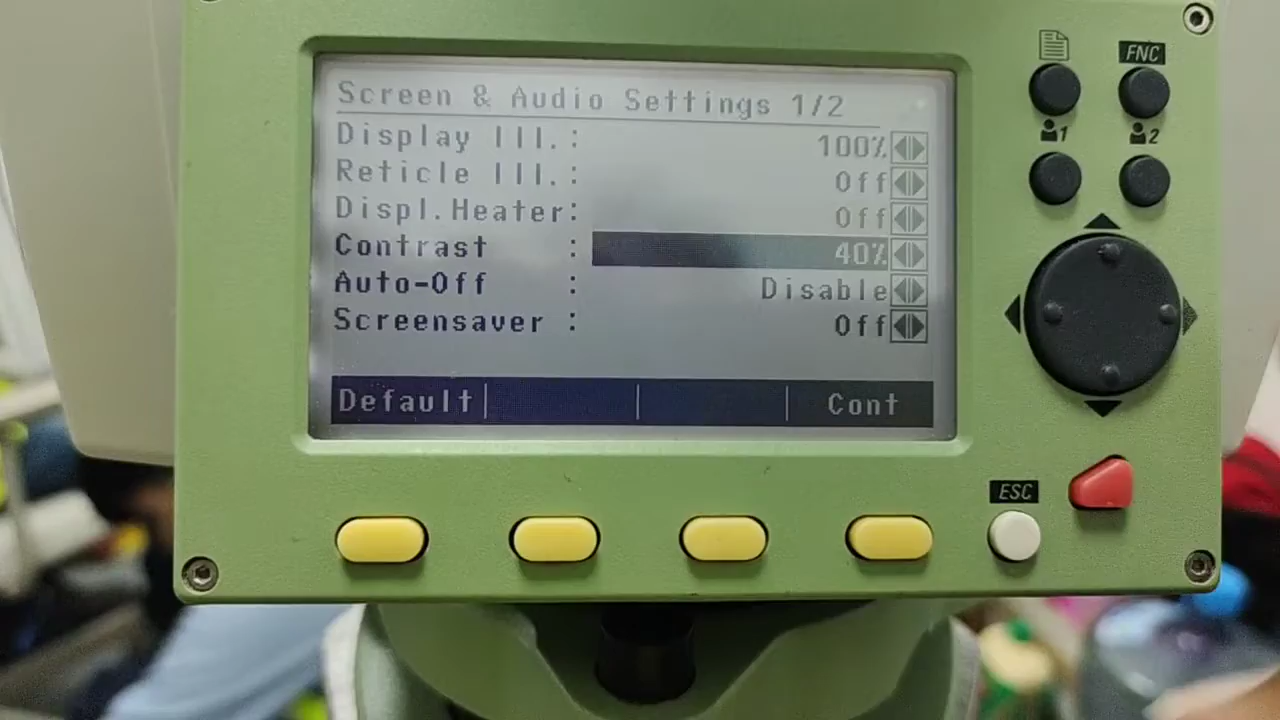 Screen & Audio Settings 1/2
Display Ill.: 100%
Reticle Ill.: Off
Displ.Heater: Off
Contrast : 40%
Auto-Off : Disable
Screensaver : Off
Default Cont
FNC
1 2
ESC